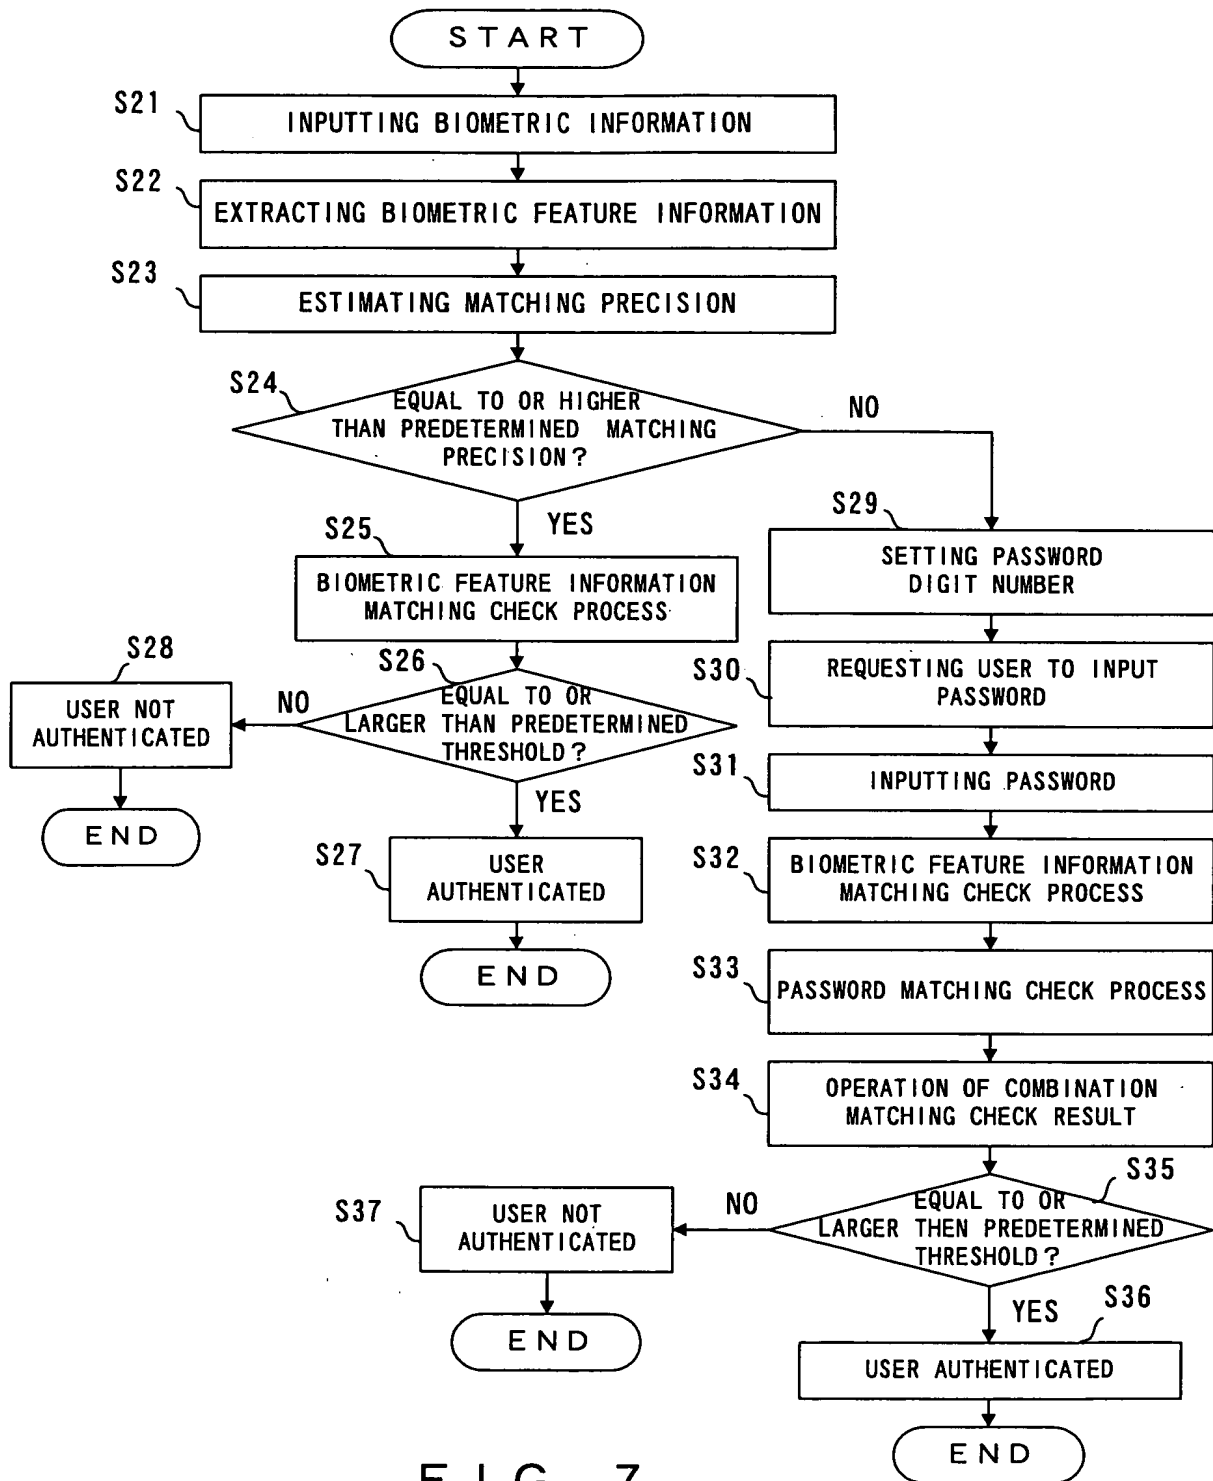 START
S21
INPUTTING BIOMETRIC INFORMATION
S22
EXTRACTING BIOMETRIC FEATURE INFORMATION
S23
ESTIMATING MATCHING PRECISION
S24
EQUAL TO OR HIGHER
THAN PREDETERMINED MATCHING
PRECISION?
NO
YES
S25
BIOMETRIC FEATURE INFORMATION
MATCHING CHECK PROCESS
S26
EQUAL TO OR
LARGER THAN PREDETERMINED
THRESHOLD?
NO
S28
USER NOT
AUTHENTICATED
END
YES
S27
USER
AUTHENTICATED
END
S29
SETTING PASSWORD
DIGIT NUMBER
S30
REQUESTING USER TO INPUT
PASSWORD
S31
INPUTTING PASSWORD
S32
BIOMETRIC FEATURE INFORMATION
MATCHING CHECK PROCESS
S33
PASSWORD MATCHING CHECK PROCESS
S34
OPERATION OF COMBINATION
MATCHING CHECK RESULT
S35
EQUAL TO OR
LARGER THEN PREDETERMINED
THRESHOLD?
NO
S37
USER NOT
AUTHENTICATED
END
YES
S36
USER AUTHENTICATED
END
FIG. 7